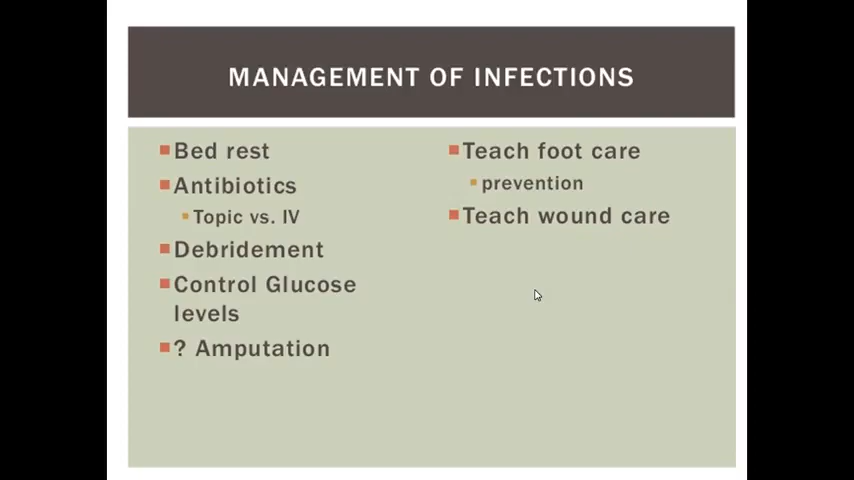 MANAGEMENT OF INFECTIONS
Bed rest
Antibiotics
Topic vs. IV
Debridement
Control Glucose
levels
? Amputation
Teach foot care
prevention
Teach wound care